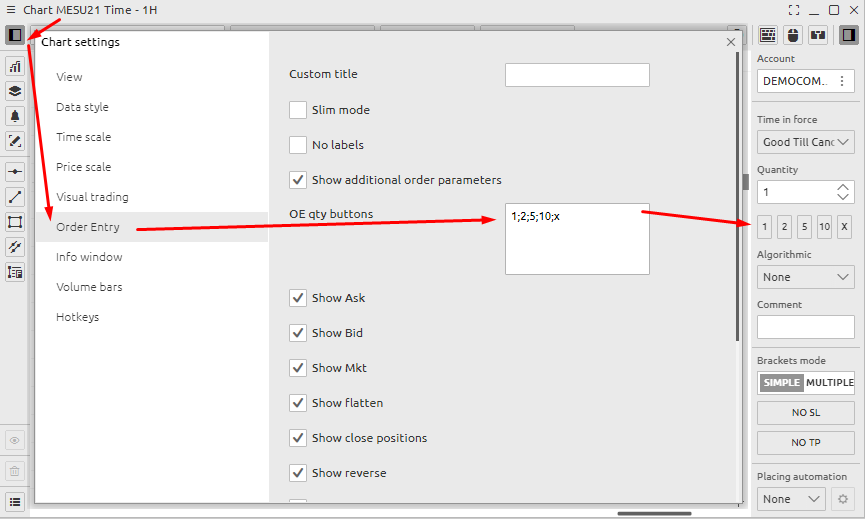 Chart MESU21 Time - 1H
Chart settings
View
Data style
Time scale
Price scale
Visual trading
Order Entry
Info window
Volume bars
Hotkeys
Custom title
Slim mode
No labels
Show additional order parameters
OE qty buttons
1;2;5;10;x
Show Ask
Show Bid
Show Mkt
Show flatten
Show close positions
Show reverse
Account
DEMOCOM...
Time in force
Good Till Canc
Quantity
1
1 2 5 10 X
Algorithmic
None
Comment
Brackets mode
SIMPLE MULTIPLE
NO SL
NO TP
Placing automation
None